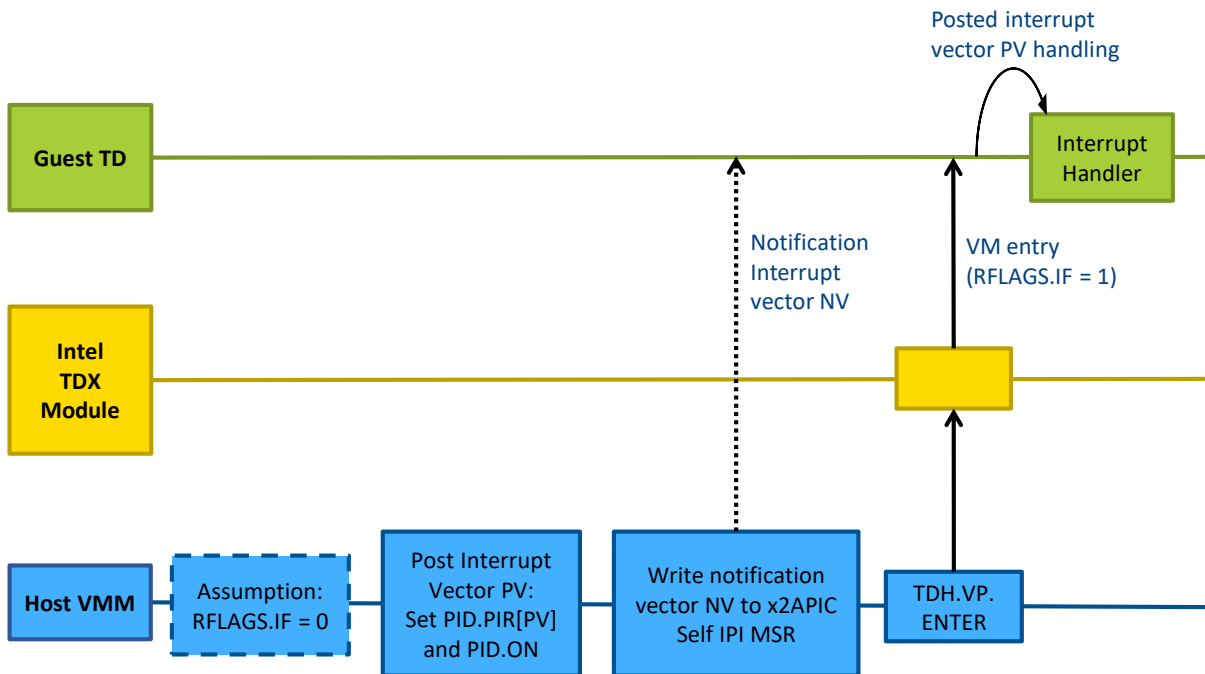 Posted interrupt
vector PV handling
Guest TD
Interrupt
Handler
Notification
Interrupt
vector NV
VM entry
(RFLAGS.IF = 1)
Intel
TDX
Module
Host VMM
Assumption:
RFLAGS.IF = 0
Post Interrupt
Vector PV:
Set PID.PIR[PV]
and PID.ON
Write notification
vector NV to x2APIC
Self IPI MSR
TDH.VP.
ENTER